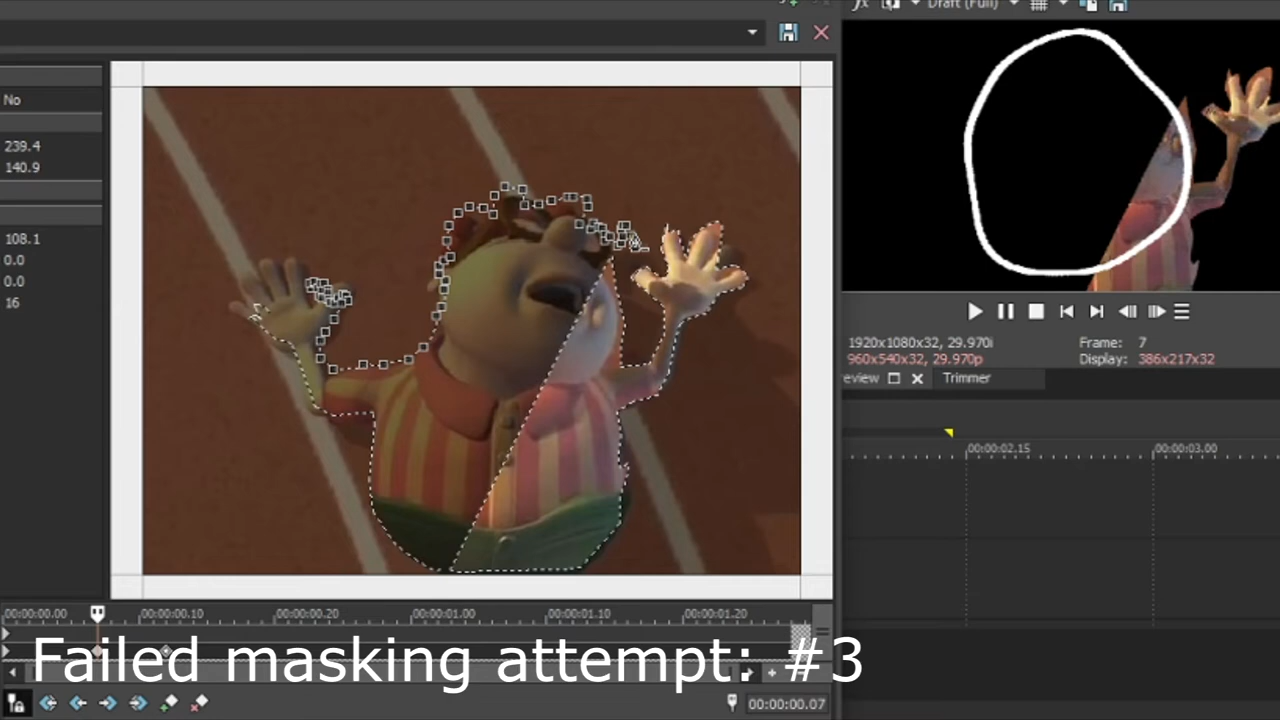 Draft (Full)
No
239.4
140.9
108.1
0.0
0.0
16
1920x1080x32, 29.970i
Frame: 7
960x540x32, 29.970p
Display: 386x217x32
eview
Trimmer
00:00:02.15
00:00:03.00
00:00:00.00
00:00:00.10
00:00:00.20
00:00:01.00
00:00:01.10
00:00:01.20
Failed masking attempt: #3
00:00:00.07